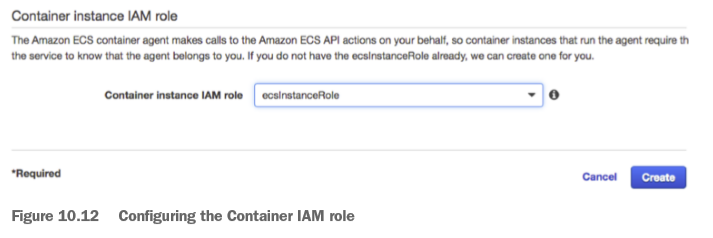 Container instance IAM role
The Amazon ECS container agent makes calls to the Amazon ECS API actions on your behalf, so container instances that run the agent require th
the service to know that the agent belongs to you. If you do not have the ecsInstanceRole already, we can create one for you.
Container instance IAM role ecsInstanceRole
*Required Cancel Create
Figure 10.12 Configuring the Container IAM role